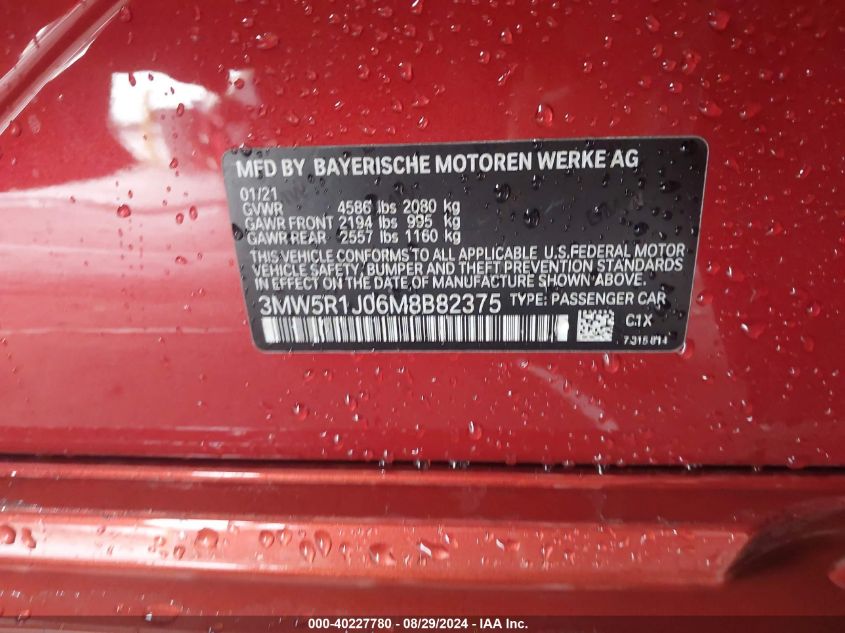 MFD BY BAYERISCHE MOTOREN WERKE AG
01/21
GVWR 4586 lbs 2080 kg
GAWR FRONT 2194 lbs 995 kg
GAWR REAR 2557 lbs 1160 kg
THIS VEHICLE CONFORMS TO ALL APPLICABLE U.S.FEDERAL MOTOR
VEHICLE SAFETY, BUMPER AND THEFT PREVENTION STANDARDS
IN EFFECT ON THE DATE OF MANUFACTURE SHOWN ABOVE.
3MW5R1J06M8B82375 TYPE: PASSENGER CAR
C1X
000-40227780 - 08/29/2024 - IAA Inc.